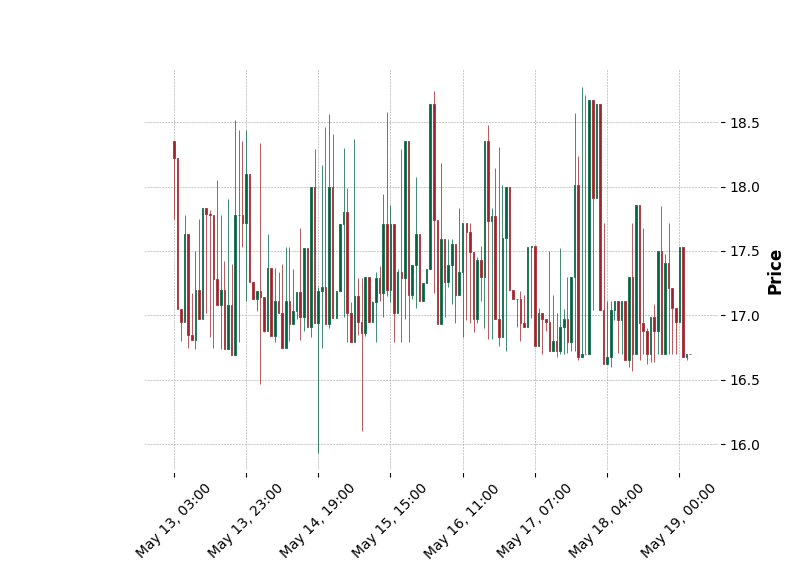 18.5
18.0
17.5
17.0
16.5
16.0
Price
May 13, 03:00
May 13, 23:00
May 14, 19:00
May 15, 15:00
May 16, 11:00
May 17, 07:00
May 18, 04:00
May 19, 00:00